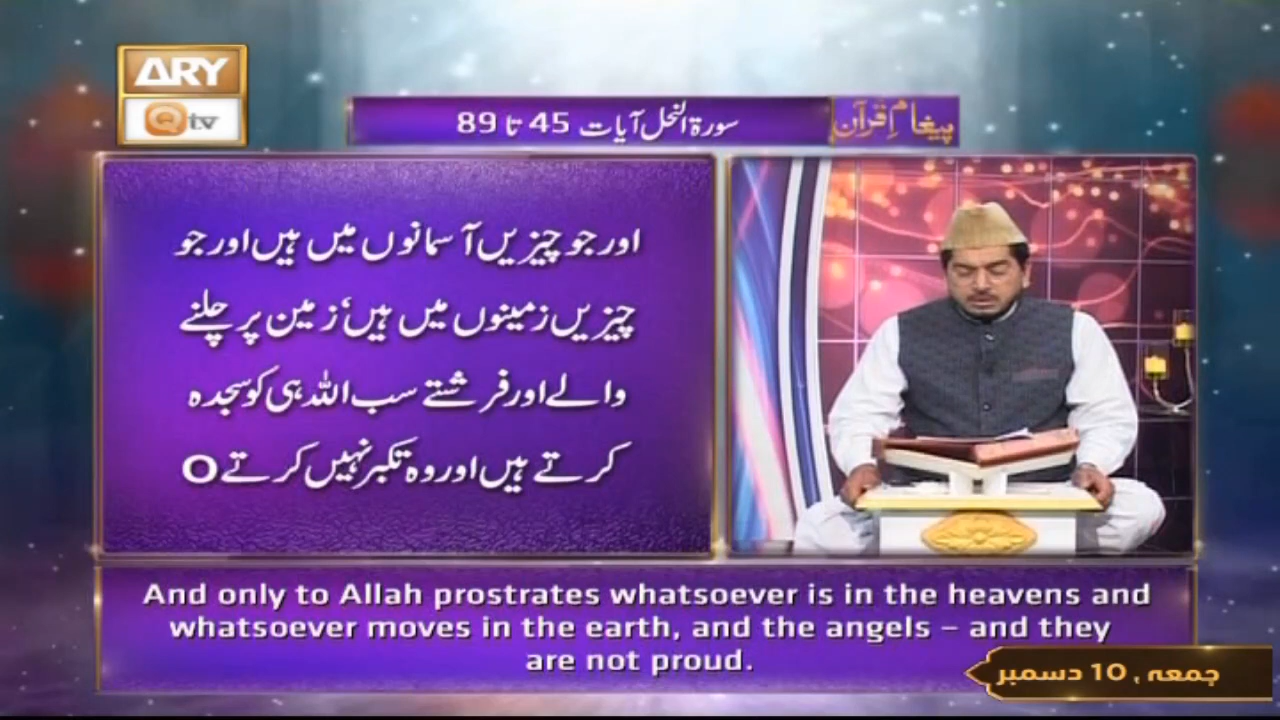 ARY
Qtv
پیغامِ قرآن
سورۃ النحل آیات 45 تا 89
اور جو چیزیں آسمانوں میں ہیں اور جو
چیزیں زمینوں میں ہیں‘ زمین پر چلنے
والے اور فرشتے سب اللہ ہی کو سجدہ
کرتے ہیں اور وہ تکبر نہیں کرتے O
And only to Allah prostrates whatsoever is in the heavens and
whatsoever moves in the earth, and the angels – and they
are not proud.
جمعہ , 10 دسمبر